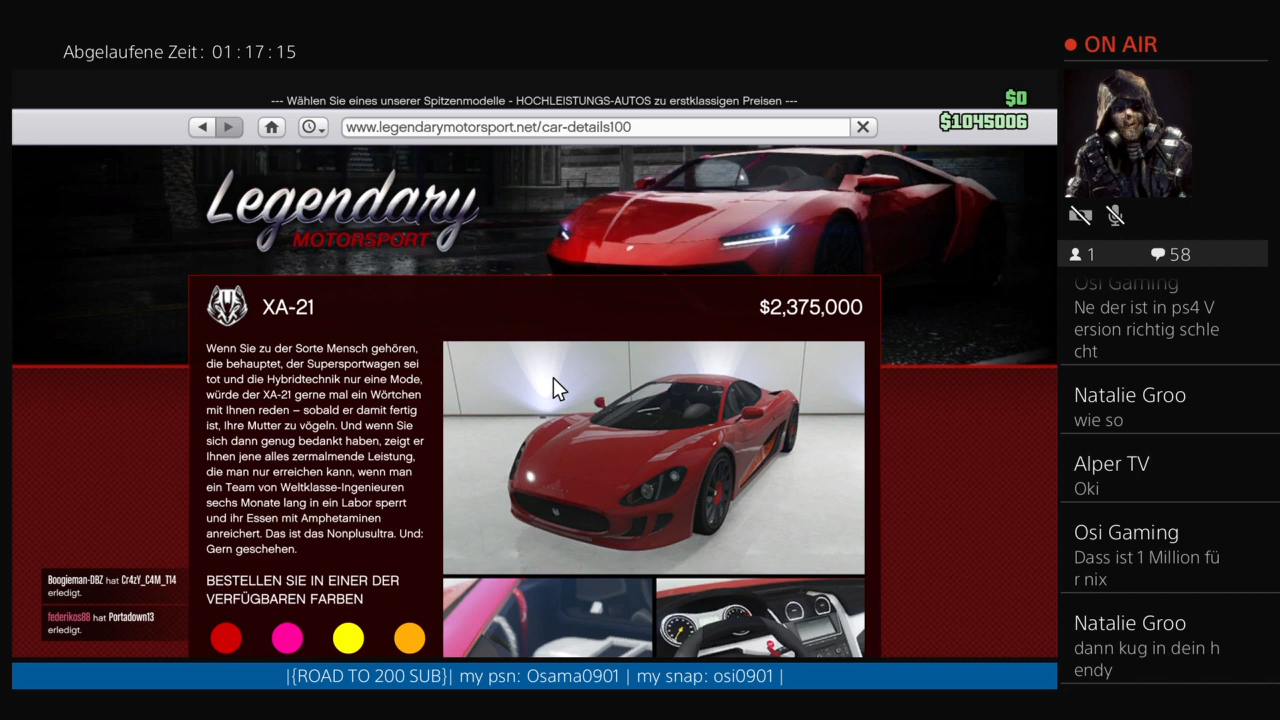 Abgelaufene Zeit: 01:17:15
ON AIR
--- Wählen Sie eines unserer Spitzenmodelle - HOCHLEISTUNGS-AUTOS zu erstklassigen Preisen ---
$0
$1045006
www.legendarymotorsport.net/car-details100
Legendary
MOTORSPORT
XA-21
$2,375,000
Wenn Sie zu der Sorte Mensch gehören,
die behauptet, der Supersportwagen sei
tot und die Hybridtechnik nur eine Mode,
würde der XA-21 gerne mal ein Wörtchen
mit Ihnen reden – sobald er damit fertig
ist, Ihre Mutter zu vögeln. Und wenn Sie
sich dann genug bedankt haben, zeigt er
Ihnen jene alles zermalmende Leistung,
die man nur erreichen kann, wenn man
ein Team von Weltklasse-Ingenieuren
sechs Monate lang in ein Labor sperrt
und ihr Essen mit Amphetaminen
anreichert. Das ist das Nonplusultra. Und:
Gern geschehen.
BESTELLEN SIE IN EINER DER
VERFÜGBAREN FARBEN
Boogieman-DBZ hat Cr4zY_C4M_T14
erledigt.
federikos88 hat Portadown13
erledigt.
|{ROAD TO 200 SUB}| my psn: Osama0901 | my snap: osi0901 |
1
58
Osi Gaming
Ne der ist in ps4 V
ersion richtig schle
cht
Natalie Groo
wie so
Alper TV
Oki
Osi Gaming
Dass ist 1 Million fü
r nix
Natalie Groo
dann kug in dein h
endy